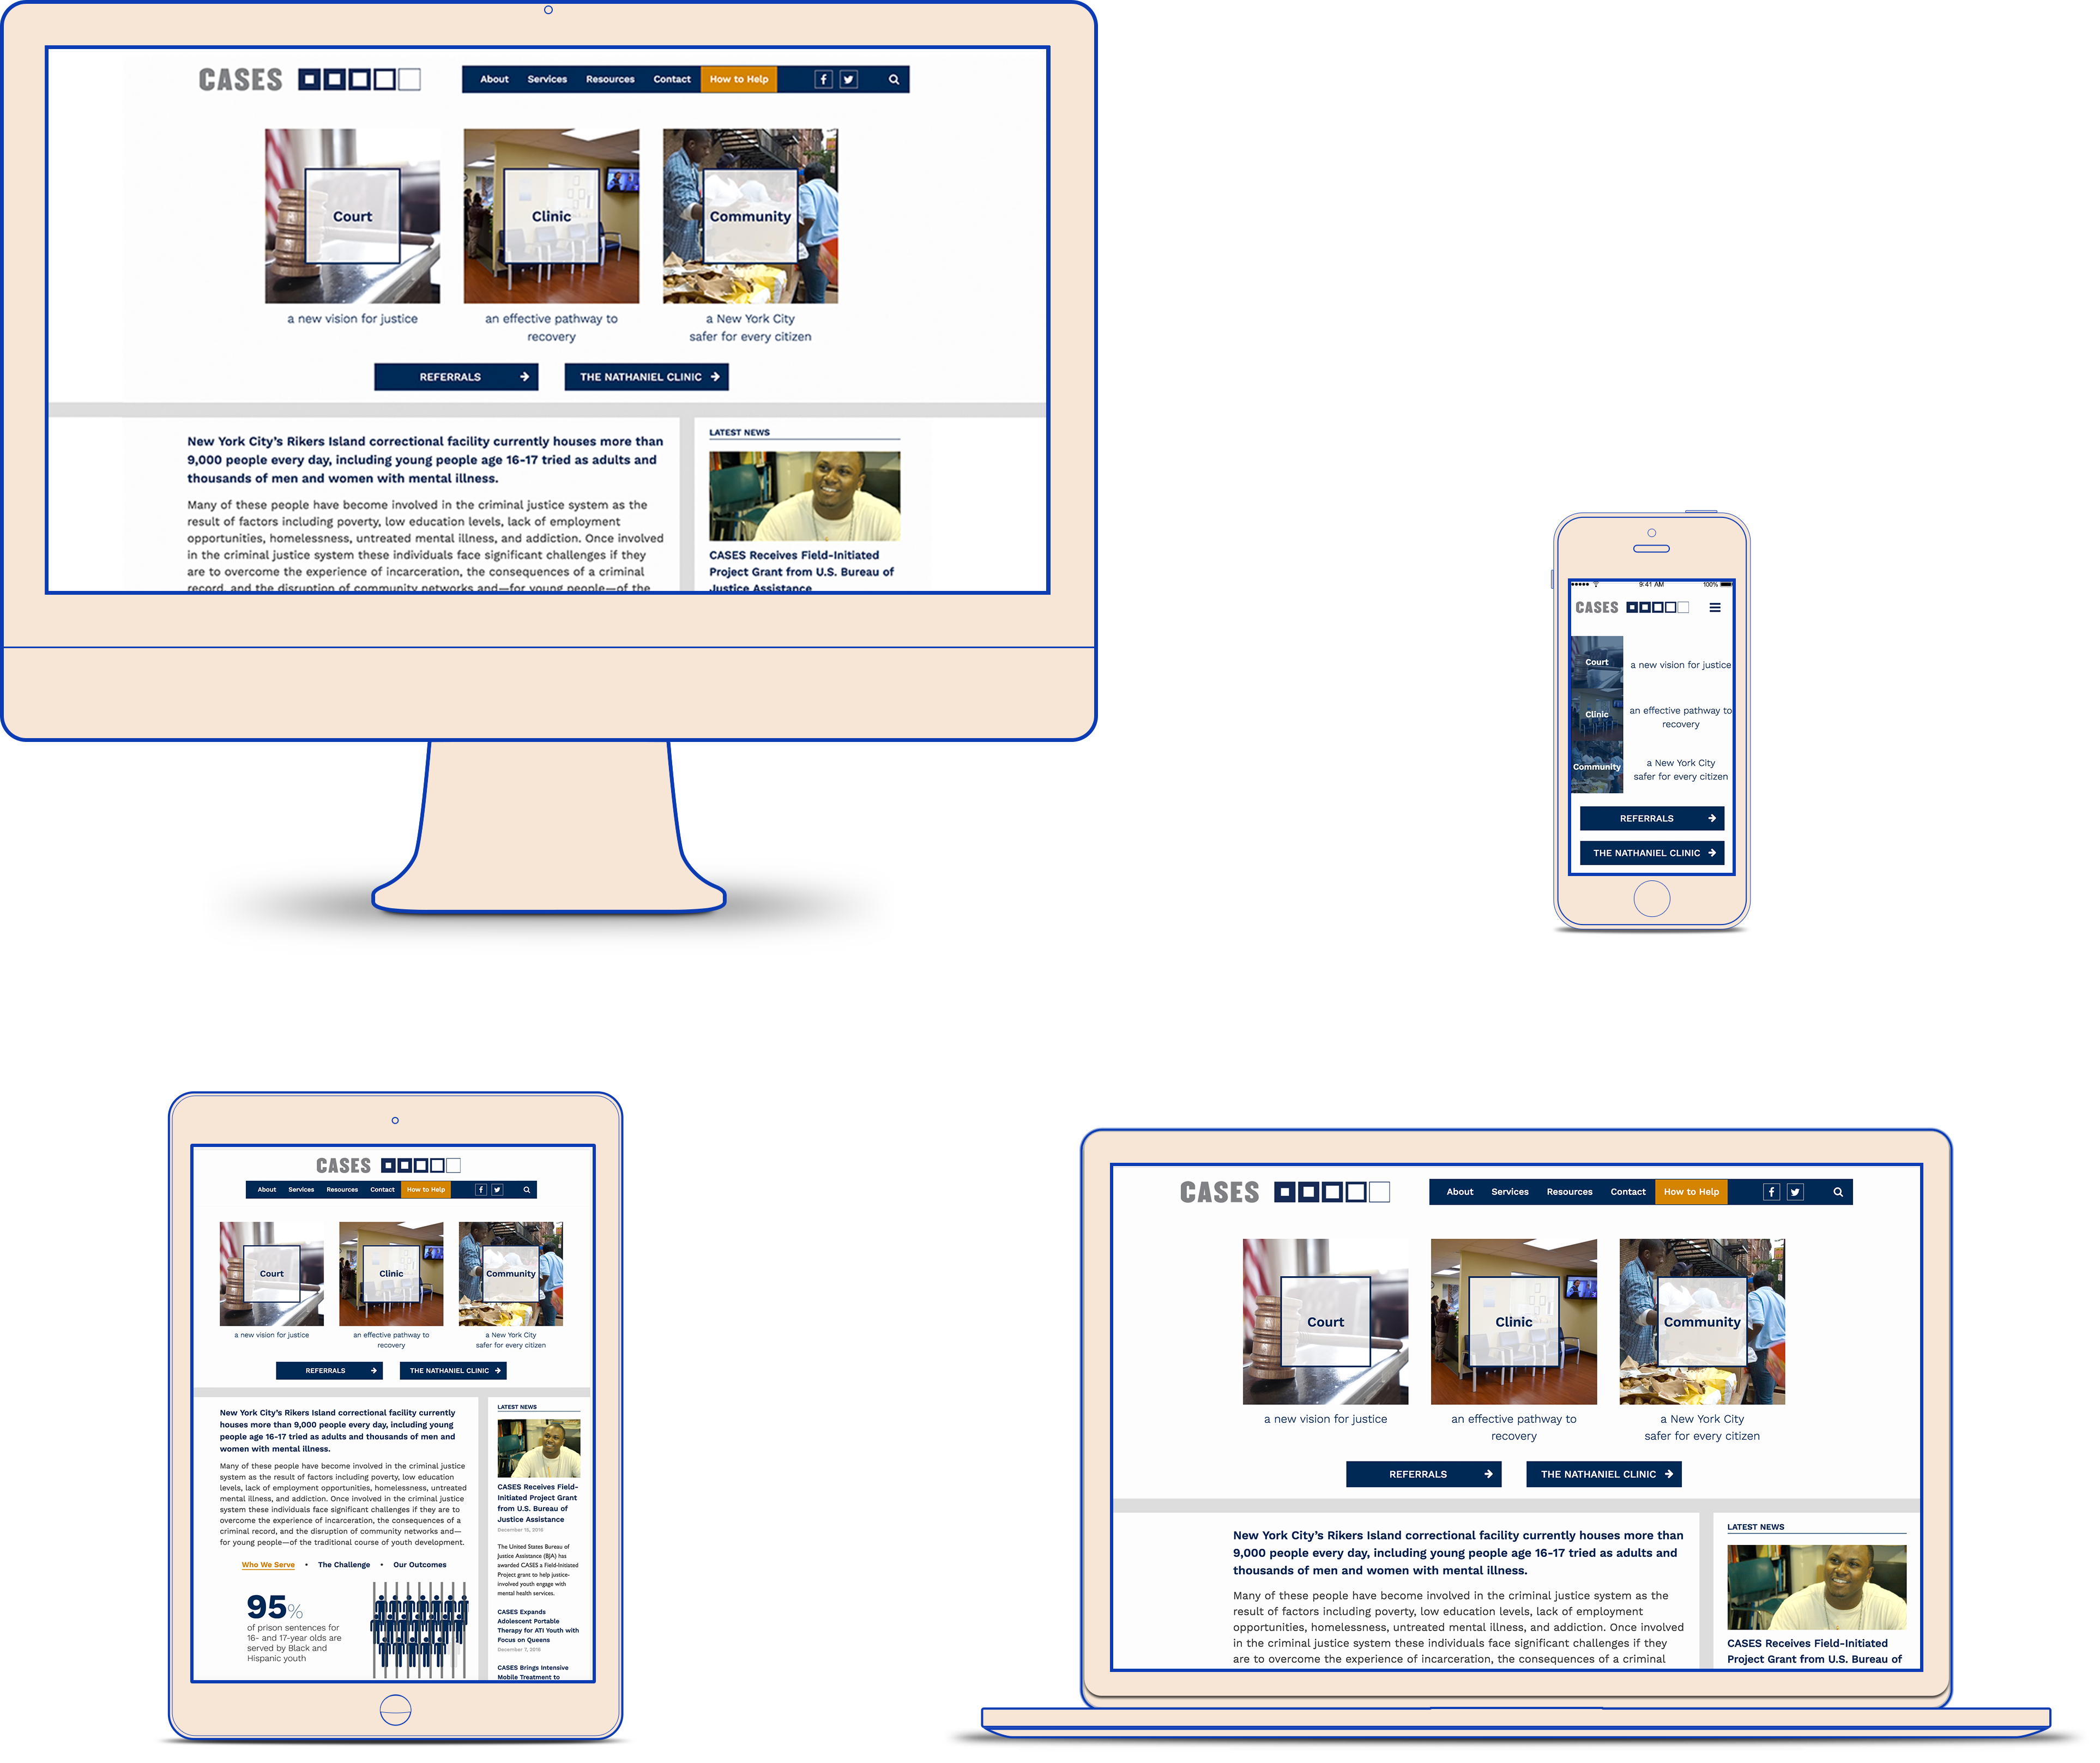 CASES
About Services Resources Contact How to Help
Court
Clinic
Community
a new vision for justice
an effective pathway to
recovery
a New York City
safer for every citizen
REFERRALS
THE NATHANIEL CLINIC
New York City's Rikers Island correctional facility currently houses more than
9,000 people every day, including young people age 16-17 tried as adults and
thousands of men and women with mental illness.
Many of these people have become involved in the criminal justice system as the
result of factors including poverty, low education levels, lack of employment
opportunities, homelessness, untreated mental illness, and addiction. Once involved
in the criminal justice system these individuals face significant challenges if they
are to overcome the experience of incarceration, the consequences of a criminal
record, and the disruption of community networks and—for young people—of the
LATEST NEWS
CASES Receives Field-Initiated
Project Grant from U.S. Bureau of
Justice Assistance
9:41 AM 100%
CASES
Court
a new vision for justice
Clinic
an effective pathway to
recovery
Community
a New York City
safer for every citizen
REFERRALS
THE NATHANIEL CLINIC
CASES
About Services Resources Contact How to Help
Court
Clinic
Community
a new vision for justice
an effective pathway to
recovery
a New York City
safer for every citizen
REFERRALS
THE NATHANIEL CLINIC
New York City's Rikers Island correctional facility currently
houses more than 9,000 people every day, including young
people age 16-17 tried as adults and thousands of men and
women with mental illness.
Many of these people have become involved in the criminal justice
system as the result of factors including poverty, low education
levels, lack of employment opportunities, homelessness, untreated
mental illness, and addiction. Once involved in the criminal justice
system these individuals face significant challenges if they are to
overcome the experience of incarceration, the consequences of a
criminal record, and the disruption of community networks and—
for young people—of the traditional course of youth development.
Who We Serve • The Challenge • Our Outcomes
95%
of prison sentences for
16- and 17-year olds are
served by Black and
Hispanic youth
LATEST NEWS
CASES Receives Field-
Initiated Project Grant
from U.S. Bureau of
Justice Assistance
December 15, 2016
The United States Bureau of
Justice Assistance (BJA) has
awarded CASES a Field-Initiated
Project grant to help justice-
involved youth engage with
mental health services.
CASES Expands
Adolescent Portable
Therapy for ATI Youth with
Focus on Queens
December 7, 2016
CASES Brings Intensive
Mobile Treatment to
CASES
About Services Resources Contact How to Help
Court
Clinic
Community
a new vision for justice
an effective pathway to
recovery
a New York City
safer for every citizen
REFERRALS
THE NATHANIEL CLINIC
New York City's Rikers Island correctional facility currently houses more than
9,000 people every day, including young people age 16-17 tried as adults and
thousands of men and women with mental illness.
Many of these people have become involved in the criminal justice system as the
result of factors including poverty, low education levels, lack of employment
opportunities, homelessness, untreated mental illness, and addiction. Once involved
in the criminal justice system these individuals face significant challenges if they
are to overcome the experience of incarceration, the consequences of a criminal
LATEST NEWS
CASES Receives Field-Initiated
Project Grant from U.S. Bureau of